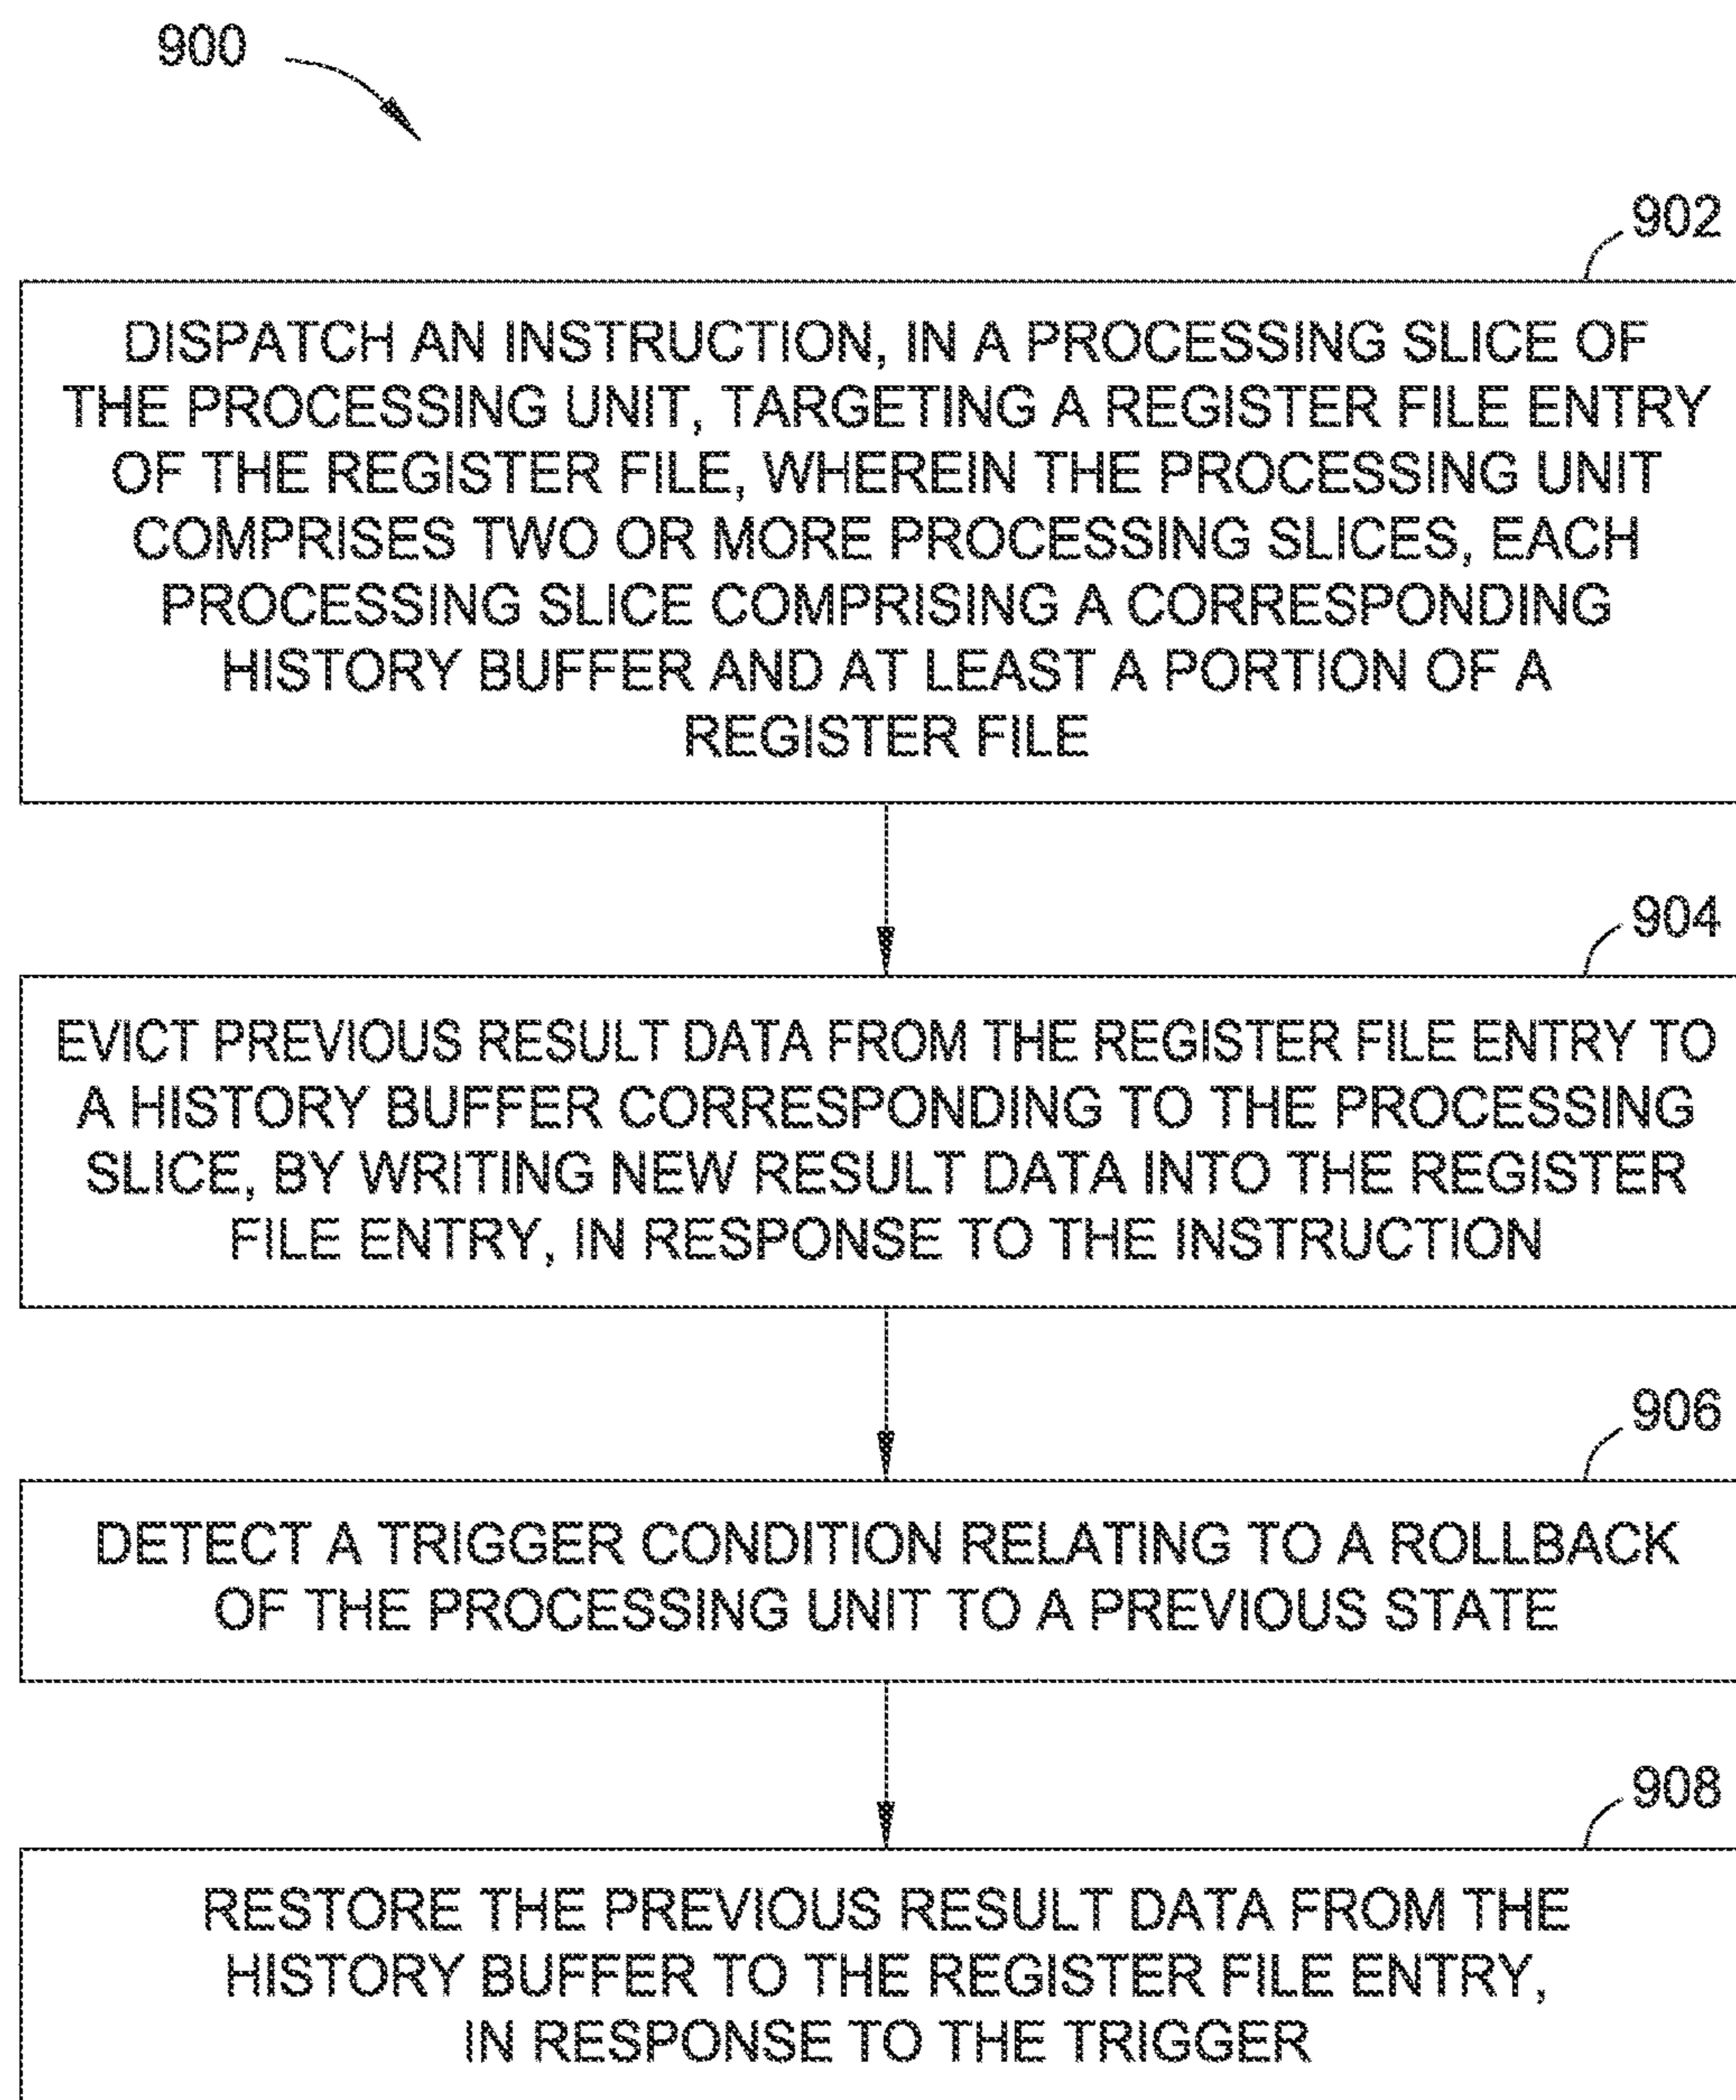 900
902
DISPATCH AN INSTRUCTION, IN A PROCESSING SLICE OF
THE PROCESSING UNIT, TARGETING A REGISTER FILE ENTRY
OF THE REGISTER FILE, WHEREIN THE PROCESSING UNIT
COMPRISES TWO OR MORE PROCESSING SLICES, EACH
PROCESSING SLICE COMPRISING A CORRESPONDING
HISTORY BUFFER AND AT LEAST A PORTION OF A
REGISTER FILE
904
EVICT PREVIOUS RESULT DATA FROM THE REGISTER FILE ENTRY TO
A HISTORY BUFFER CORRESPONDING TO THE PROCESSING
SLICE, BY WRITING NEW RESULT DATA INTO THE REGISTER
FILE ENTRY, IN RESPONSE TO THE INSTRUCTION
906
DETECT A TRIGGER CONDITION RELATING TO A ROLLBACK
OF THE PROCESSING UNIT TO A PREVIOUS STATE
908
RESTORE THE PREVIOUS RESULT DATA FROM THE
HISTORY BUFFER TO THE REGISTER FILE ENTRY,
IN RESPONSE TO THE TRIGGER